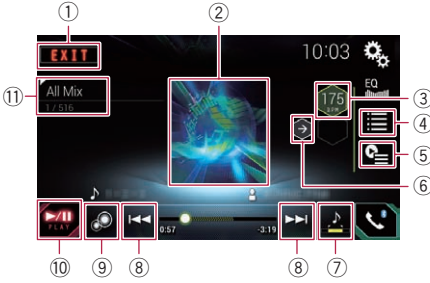 ① ②
EXIT
10:03
⑪
All Mix
1 / 516
EQ
175
BPM
③
④
⑤
⑥
0:57
-3:19
PLAY
⑩ ⑨ ⑧ ⑧ ⑦